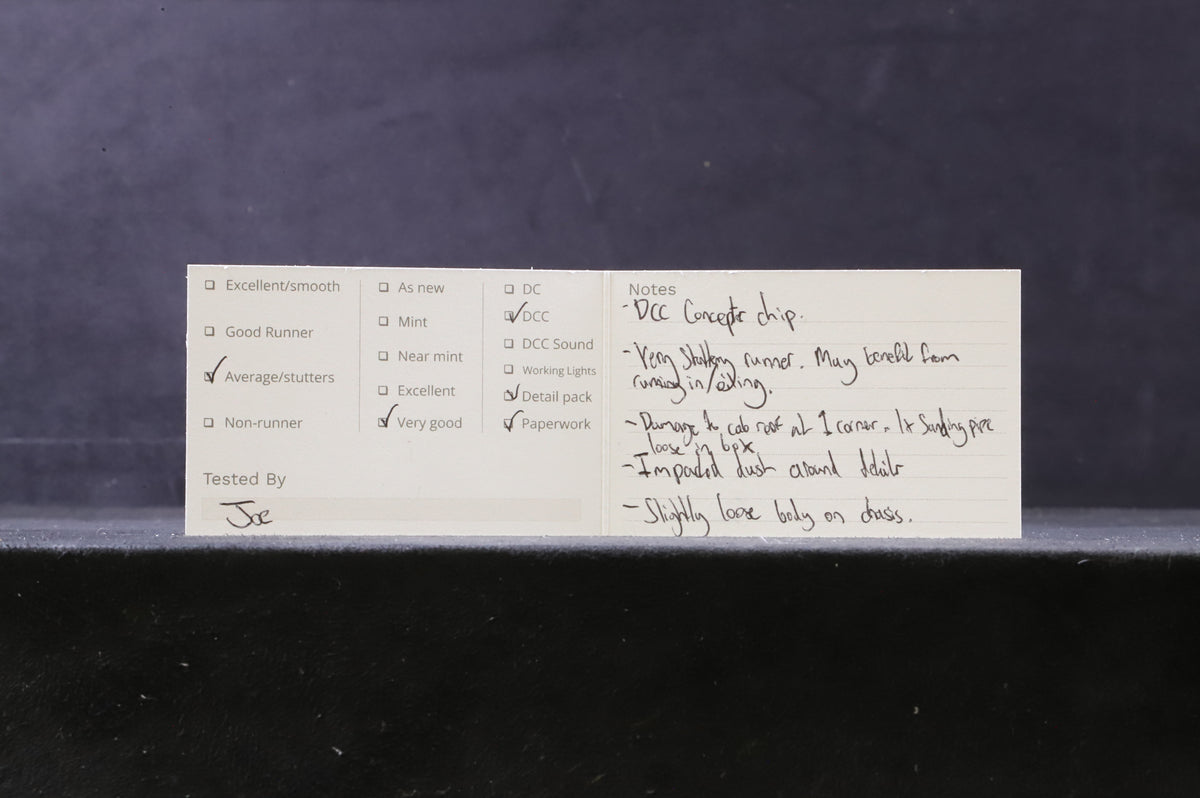 Excellent/smooth
Good Runner
Average/stutters
Non-runner
As new
Mint
Near mint
Excellent
Very good
DC
DCC
DCC Sound
Working Lights
Detail pack
Paperwork
Tested By
Joe
Notes
- DCC Concepts chip.
- Very stuttery runner. May benefit from
running in/oiling.
- Damage to cab roof at 1 corner. 1x Sanding pipe
loose in box
- Impacted dust around details
- Slightly loose body on chasis.